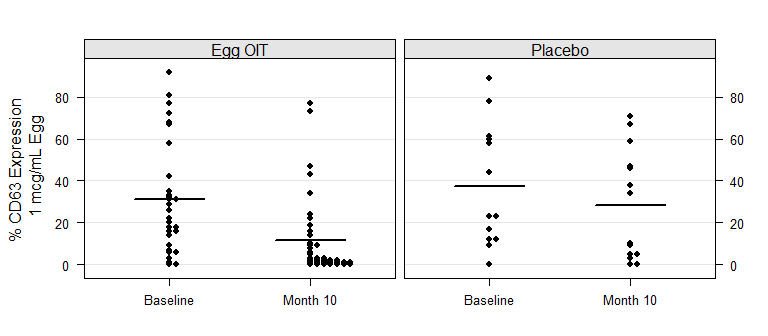 Egg OIT
Placebo
% CD63 Expression
1 mcg/mL Egg
80
60
40
20
0
80
60
40
20
0
Baseline
Month 10
Baseline
Month 10